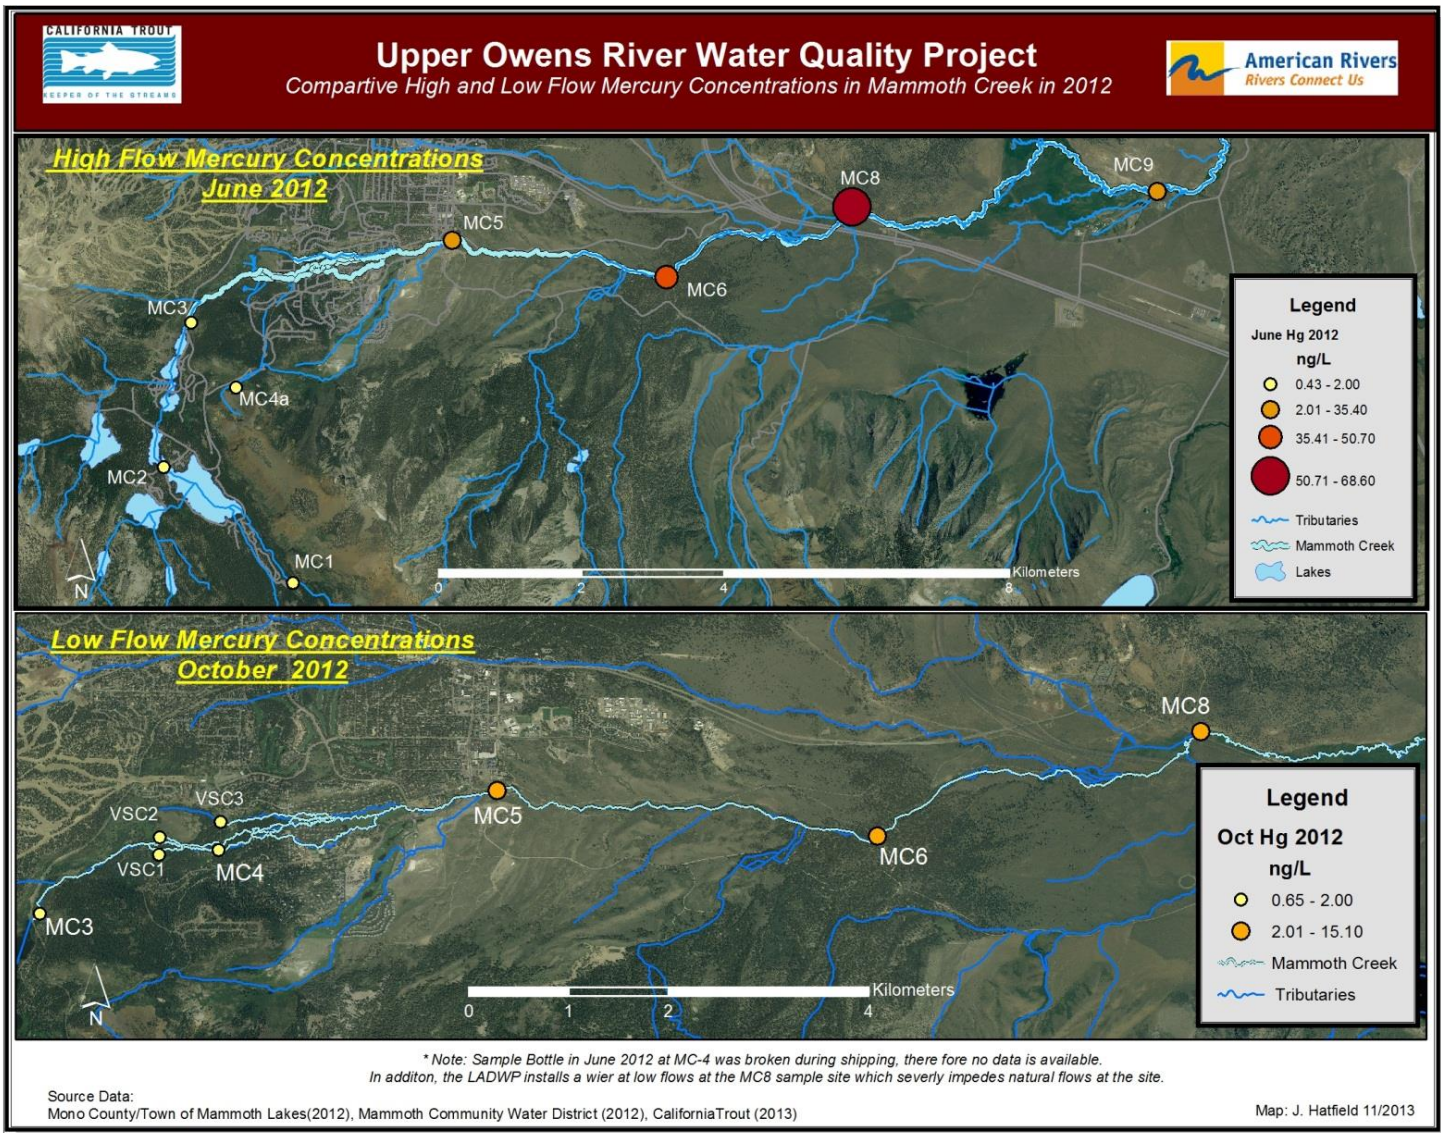 CALIFORNIA TROUT
KEEPER OF THE STREAMS
Upper Owens River Water Quality Project
Compartive High and Low Flow Mercury Concentrations in Mammoth Creek in 2012
American Rivers
Rivers Connect Us
High Flow Mercury Concentrations
June 2012
MC9
MC8
MC5
MC6
MC3
MC4a
MC2
MC1
N
0 2 4 8 Kilometers
Legend
June Hg 2012
ng/L
0.43 - 2.00
2.01 - 35.40
35.41 - 50.70
50.71 - 68.60
Tributaries
Mammoth Creek
Lakes
Low Flow Mercury Concentrations
October 2012
MC8
VSC3
VSC2
MC5
MC6
VSC1
MC4
MC3
N
Kilometers
0 1 2 4
Legend
Oct Hg 2012
ng/L
0.65 - 2.00
2.01 - 15.10
Mammoth Creek
Tributaries
* Note: Sample Bottle in June 2012 at MC-4 was broken during shipping, there fore no data is available.
In additon, the LADWP installs a wier at low flows at the MC8 sample site which severly impedes natural flows at the site.
Source Data:
Mono County/Town of Mammoth Lakes(2012), Mammoth Community Water District (2012), CaliforniaTrout (2013)
Map: J. Hatfield 11/2013